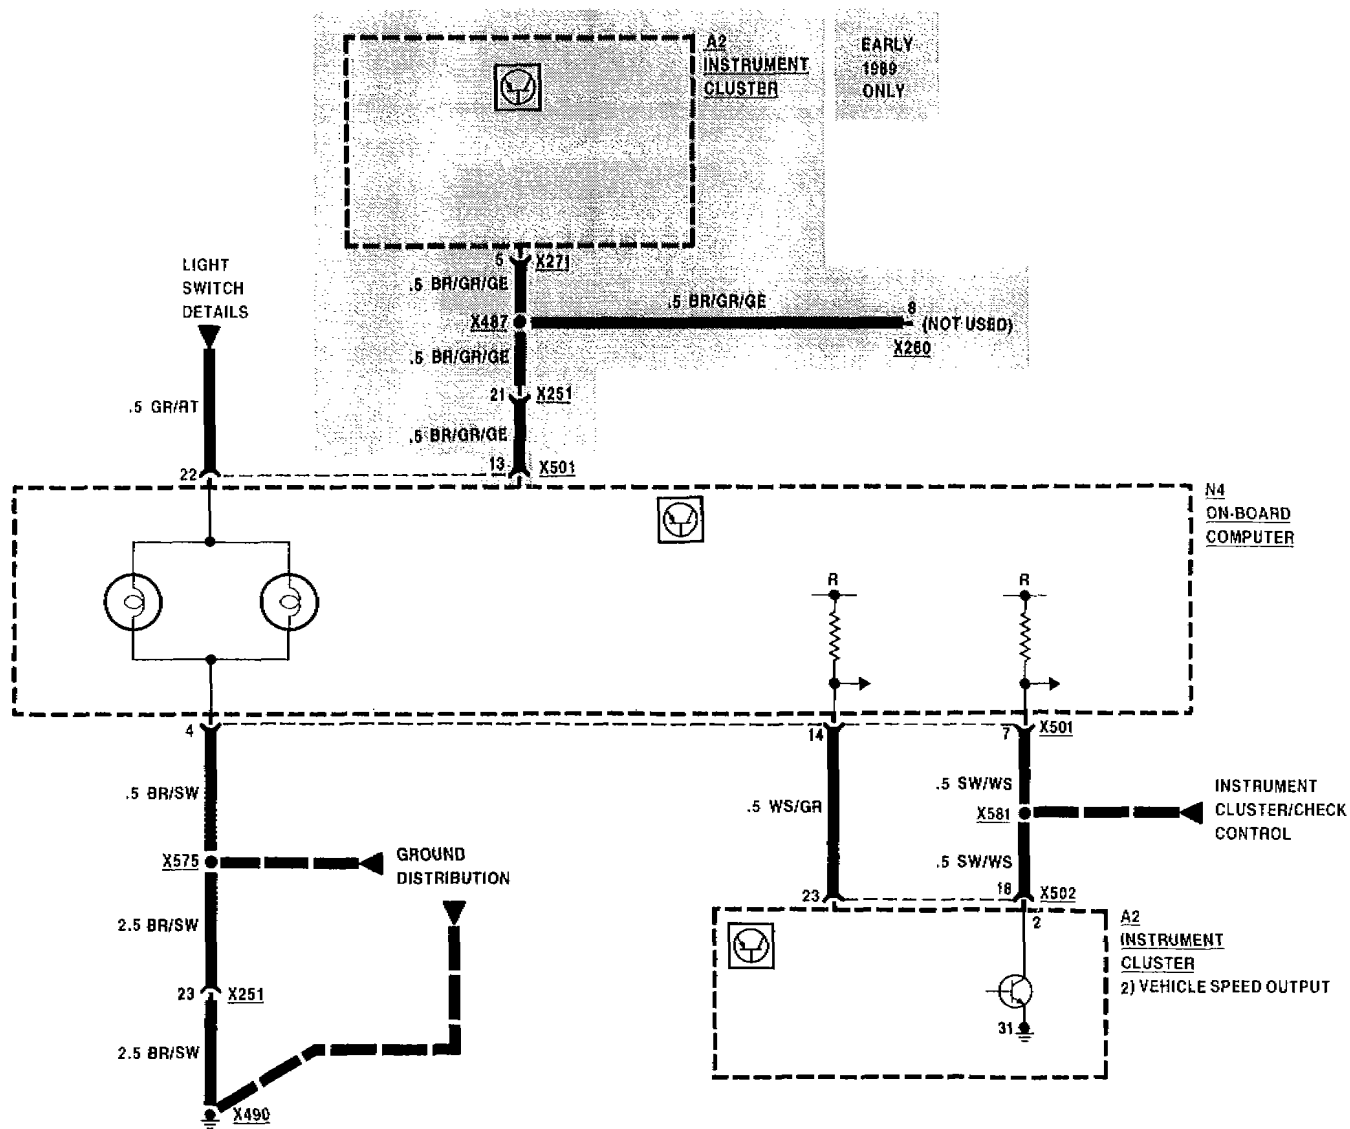 A2
INSTRUMENT
CLUSTER
EARLY
1989
ONLY
5 X271
.5 BR/GR/GE
LIGHT
SWITCH
DETAILS
.5 BR/GR/GE
8
X487
(NOT USED)
X260
.5 BR/GR/GE
21 X251
.5 GR/RT
.5 BR/GR/GE
22
13 X501
N4
ON-BOARD
COMPUTER
R
R
4
14
7 X501
.5 BR/SW
.5 WS/GR
.5 SW/WS
X581
INSTRUMENT
CLUSTER/CHECK
CONTROL
X575
GROUND
DISTRIBUTION
.5 SW/WS
23
18 X502
2.5 BR/SW
2
A2
INSTRUMENT
CLUSTER
2) VEHICLE SPEED OUTPUT
23 X251
31
2.5 BR/SW
X490